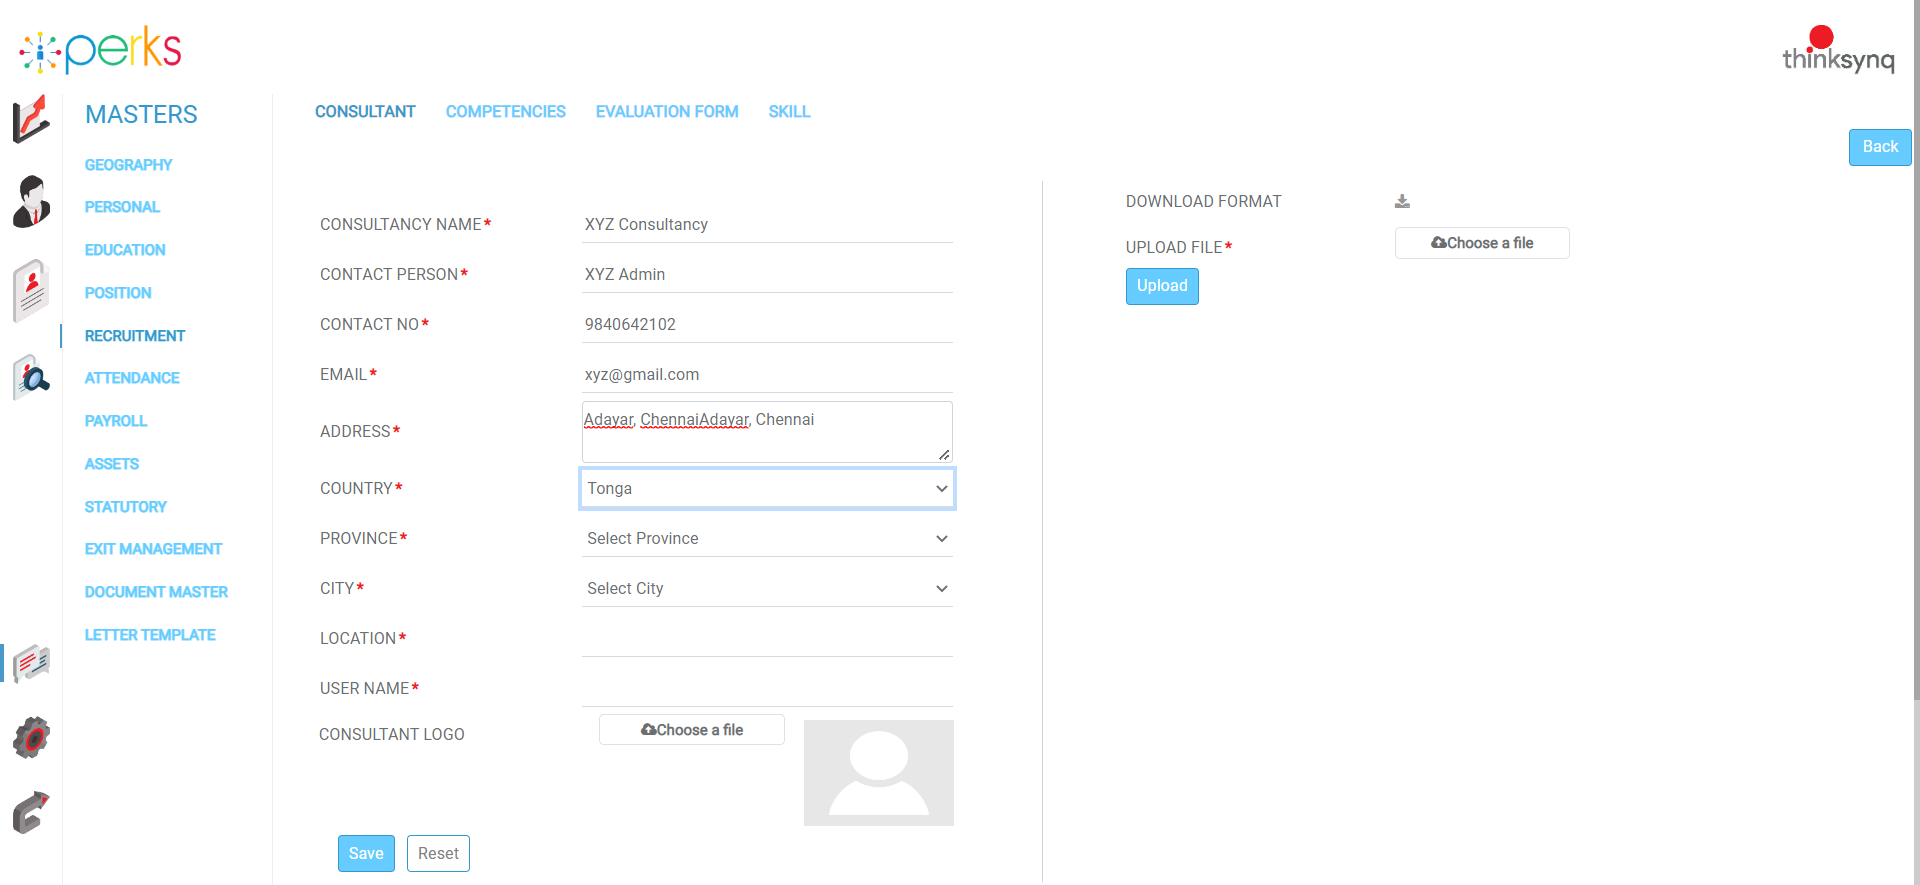 perks
thinksynq
MASTERS
GEOGRAPHY
PERSONAL
EDUCATION
POSITION
RECRUITMENT
ATTENDANCE
PAYROLL
ASSETS
STATUTORY
EXIT MANAGEMENT
DOCUMENT MASTER
LETTER TEMPLATE
CONSULTANT COMPETENCIES EVALUATION FORM SKILL
Back
CONSULTANCY NAME* XYZ Consultancy
CONTACT PERSON* XYZ Admin
CONTACT NO* 9840642102
EMAIL* xyz@gmail.com
ADDRESS* Adayar, ChennaiAdayar, Chennai
COUNTRY* Tonga
PROVINCE* Select Province
CITY* Select City
LOCATION*
USER NAME*
CONSULTANT LOGO Choose a file
Save Reset
DOWNLOAD FORMAT
UPLOAD FILE* Choose a file
Upload